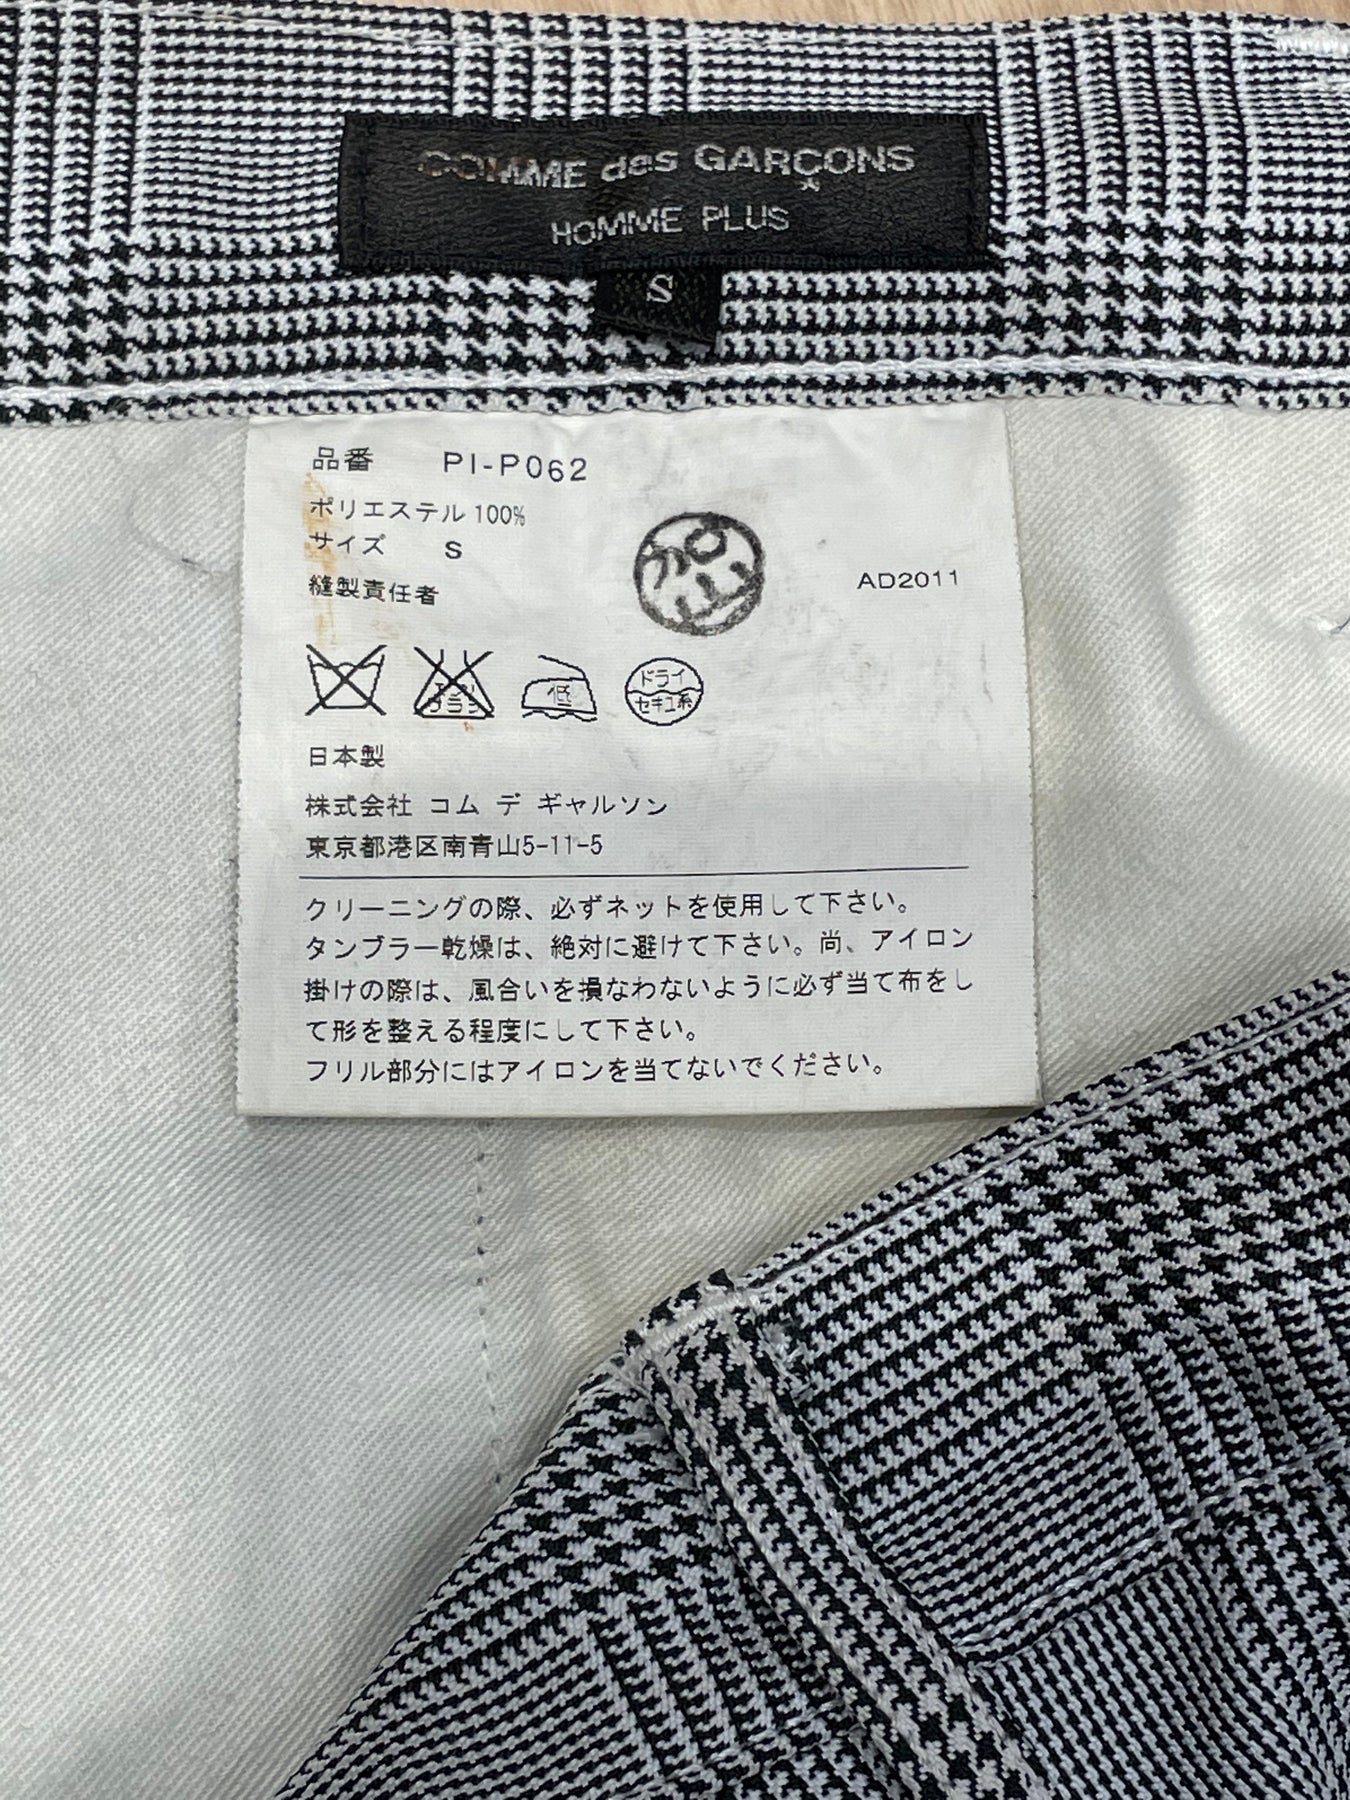 COMME des GARÇONS
HOMME PLUS
S
品番 PI-P062
ポリエステル 100%
サイズ S
縫製責任者
AD2011
低
ドライ
セキユ系
日本製
株式会社 コム デ ギャルソン
東京都港区南青山5-11-5
クリーニングの際、必ずネットを使用して下さい。
タンブラー乾燥は、絶対に避けて下さい。尚、アイロン
掛けの際は、風合いを損なわないように必ず当て布をし
て形を整える程度にして下さい。
フリル部分にはアイロンを当てないでください。